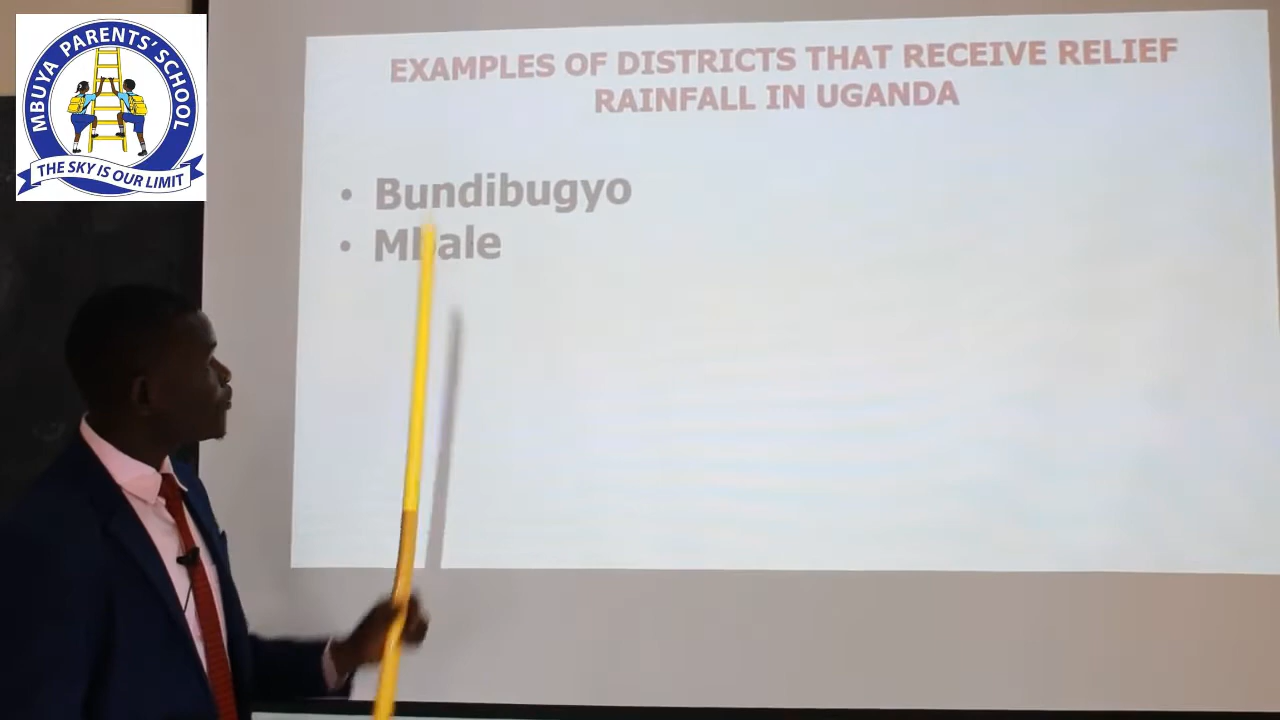 MBUYA PARENTS' SCHOOL
THE SKY IS OUR LIMIT
EXAMPLES OF DISTRICTS THAT RECEIVE RELIEF
RAINFALL IN UGANDA
• Bundibugyo
• Mbale